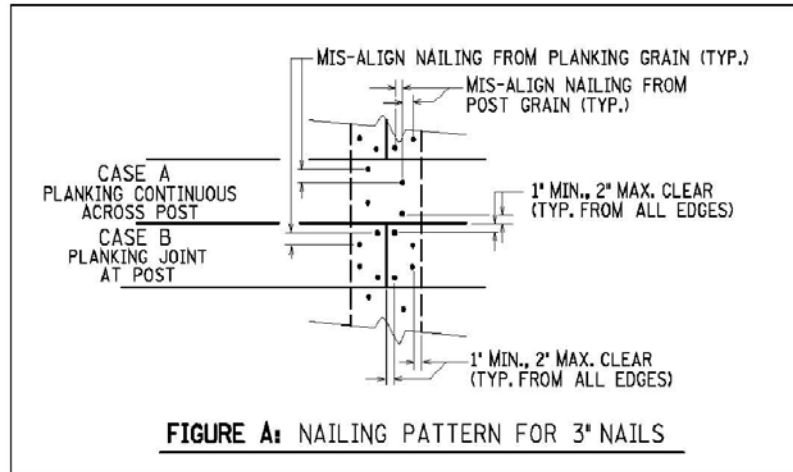 MIS-ALIGN NAILING FROM PLANKING GRAIN (TYP.)
MIS-ALIGN NAILING FROM
POST GRAIN (TYP.)
CASE A
PLANKING CONTINUOUS
ACROSS POST
1" MIN., 2" MAX. CLEAR
(TYP. FROM ALL EDGES)
CASE B
PLANKING JOINT
AT POST
1" MIN., 2" MAX. CLEAR
(TYP. FROM ALL EDGES)
FIGURE A: NAILING PATTERN FOR 3" NAILS